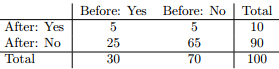 Before: Yes Before: No Total
After: Yes 5 5 10
After: No 25 65 90
Total 30 70 100